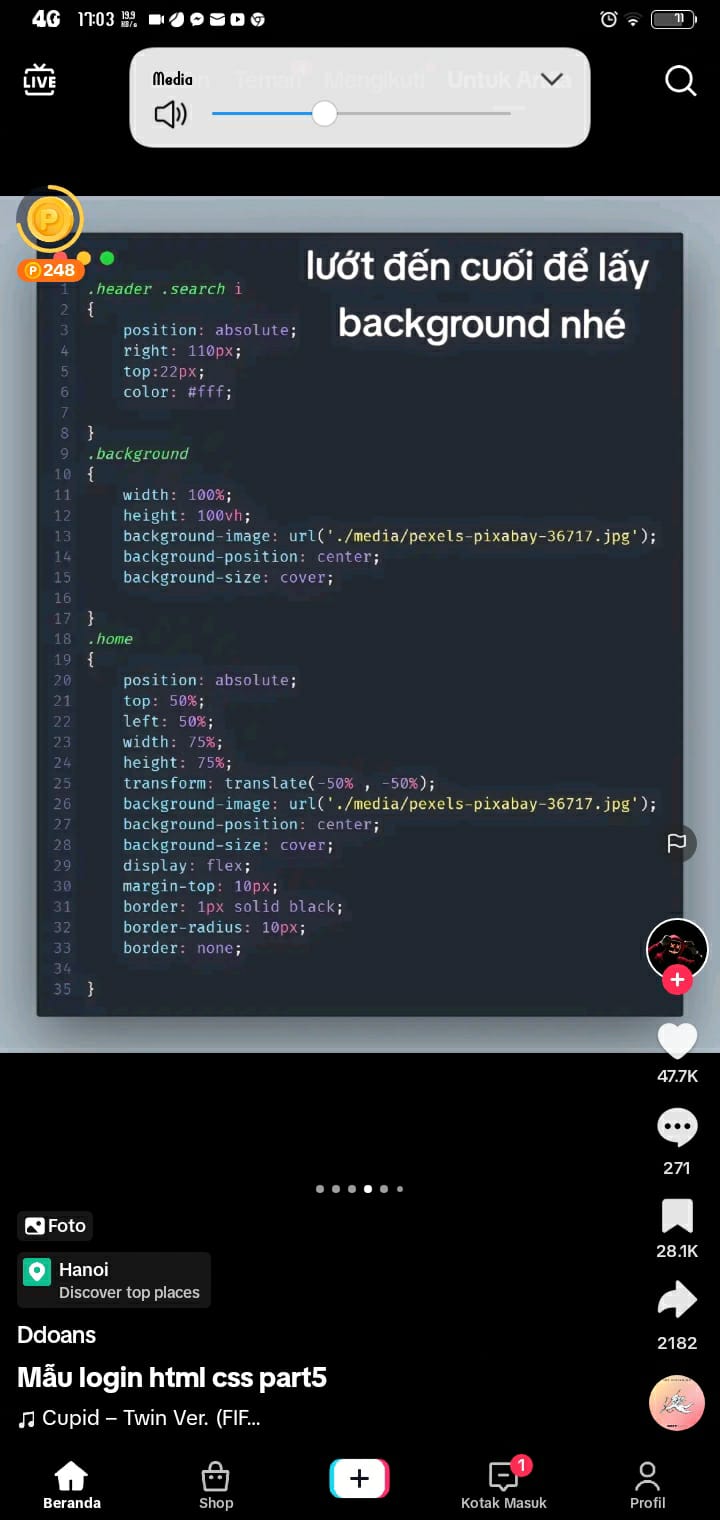 4G 17:03 19.9 KB/s 71
LIVE
Media
Teman Mengikuti Untuk Anda
P 248
lướt đến cuối để lấy
background nhé
1 .header .search i
2 {
3 position: absolute;
4 right: 110px;
5 top:22px;
6 color: #fff;
7
8 }
9 .background
10 {
11 width: 100%;
12 height: 100vh;
13 background-image: url('./media/pexels-pixabay-36717.jpg');
14 background-position: center;
15 background-size: cover;
16
17 }
18 .home
19 {
20 position: absolute;
21 top: 50%;
22 left: 50%;
23 width: 75%;
24 height: 75%;
25 transform: translate(-50% , -50%);
26 background-image: url('./media/pexels-pixabay-36717.jpg');
27 background-position: center;
28 background-size: cover;
29 display: flex;
30 margin-top: 10px;
31 border: 1px solid black;
32 border-radius: 10px;
33 border: none;
34
35 }
47.7K
271
28.1K
2182
Foto
Hanoi
Discover top places
Ddoans
Mẫu login html css part5
Cupid – Twin Ver. (FIF...
1
Beranda
Shop
Kotak Masuk
Profil